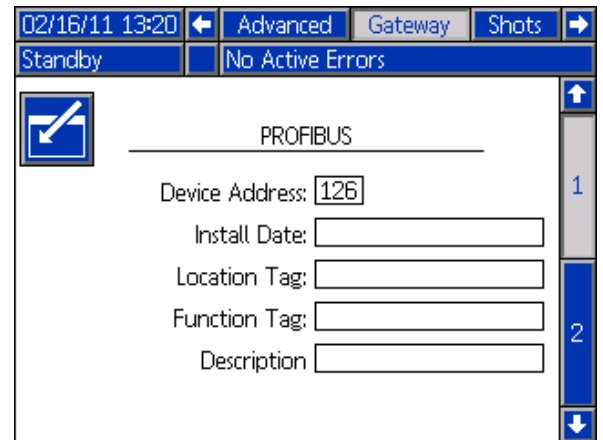 02/16/11 13:20 Advanced Gateway Shots
Standby No Active Errors
PROFIBUS
1
Device Address: 126
Install Date:
Location Tag:
Function Tag:
2
Description